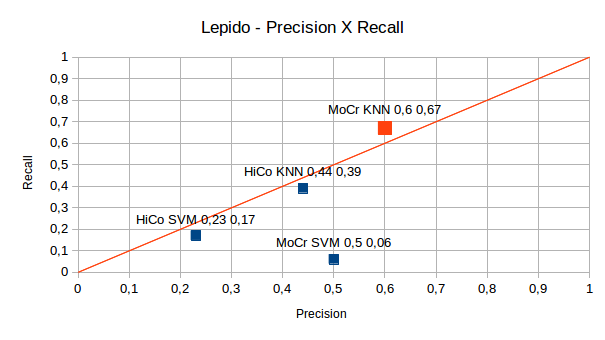 Lepido - Precision X Recall
1
0,9
0,8
MoCr KNN 0,6 0,67
0,7
0,6
0,5
HiCo KNN 0,44 0,39
0,4
0,3
HiCo SVM 0,23 0,17
0,2
MoCr SVM 0,5 0,06
0,1
0
Recall
0 0,1 0,2 0,3 0,4 0,5 0,6 0,7 0,8 0,9 1
Precision